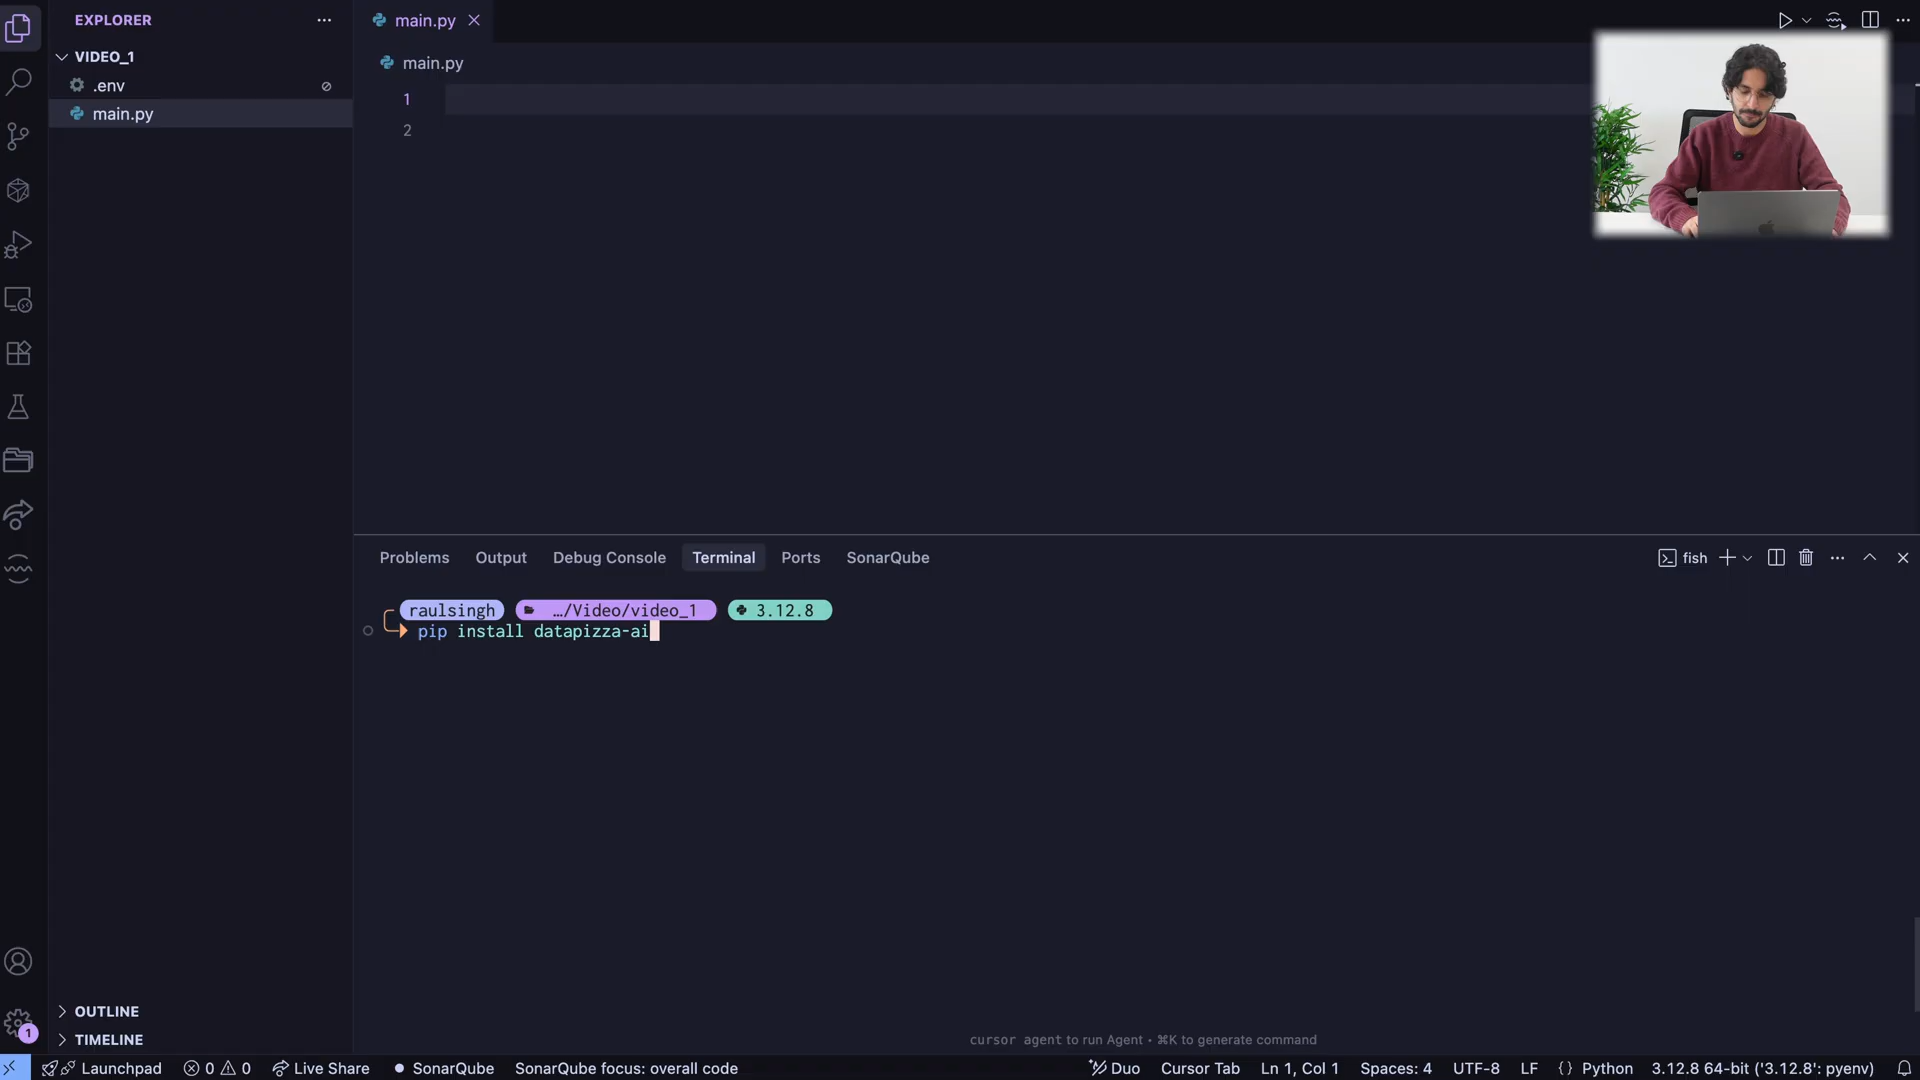 EXPLORER
VIDEO_1
.env
main.py
OUTLINE
TIMELINE
1
main.py
main.py
1
2
Problems Output Debug Console Terminal Ports SonarQube
fish
raulsingh …/Video/video_1 3.12.8
pip install datapizza-ai
cursor agent to run Agent • ⌘K to generate command
Launchpad 0 0 Live Share SonarQube SonarQube focus: overall code Duo Cursor Tab Ln 1, Col 1 Spaces: 4 UTF-8 LF {} Python 3.12.8 64-bit ('3.12.8': pyenv)